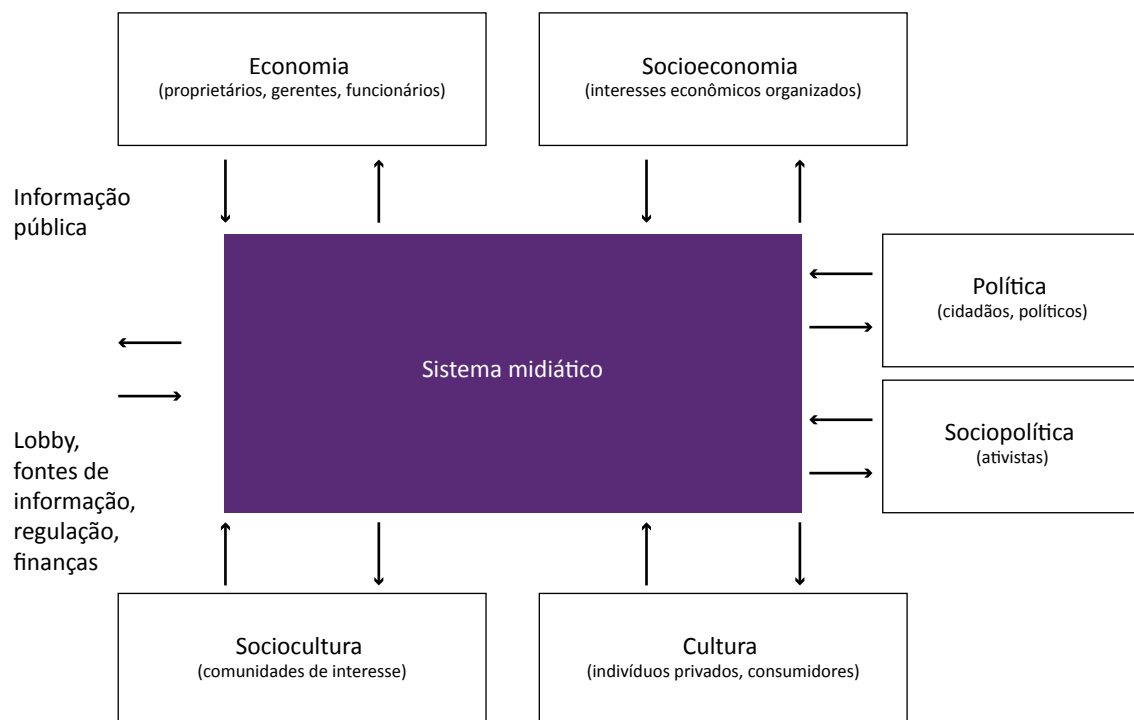 Economia
(proprietários, gerentes, funcionários)
Socioeconomia
(interesses econômicos organizados)
Informação
pública
Política
(cidadãos, políticos)
Sistema midiático
Sociopolítica
(ativistas)
Lobby,
fontes de
informação,
regulação,
finanças
Sociocultura
(comunidades de interesse)
Cultura
(indivíduos privados, consumidores)